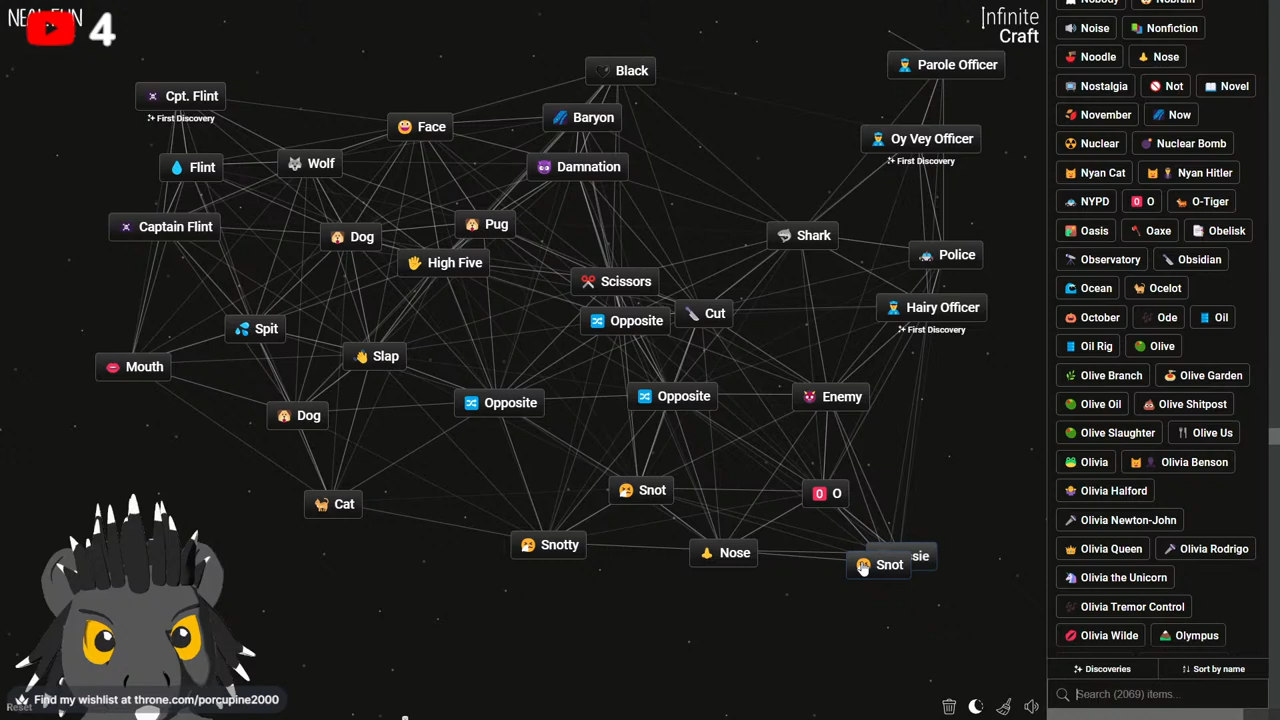 NEAL.FUN
4
Infinite
Craft
Cpt. Flint
First Discovery
Flint
Captain Flint
Wolf
Face
Black
Baryon
Damnation
Dog
Pug
High Five
Scissors
Opposite
Cut
Shark
Parole Officer
Oy Vey Officer
First Discovery
Police
Hairy Officer
First Discovery
Spit
Mouth
Slap
Dog
Opposite
Opposite
Enemy
Cat
Snot
O
Snotty
Nose
Snot
ssie
Noise
Nonfiction
Noodle
Nose
Nostalgia
Not
Novel
November
Now
Nuclear
Nuclear Bomb
Nyan Cat
Nyan Hitler
NYPD
O
O-Tiger
Oasis
Oaxe
Obelisk
Observatory
Obsidian
Ocean
Ocelot
October
Ode
Oil
Oil Rig
Olive
Olive Branch
Olive Garden
Olive Oil
Olive Shitpost
Olive Slaughter
Olive Us
Olivia
Olivia Benson
Olivia Halford
Olivia Newton-John
Olivia Queen
Olivia Rodrigo
Olivia the Unicorn
Olivia Tremor Control
Olivia Wilde
Olympus
Discoveries
Sort by name
Search (2069) items...
Find my wishlist at throne.com/porcupine2000
Reset